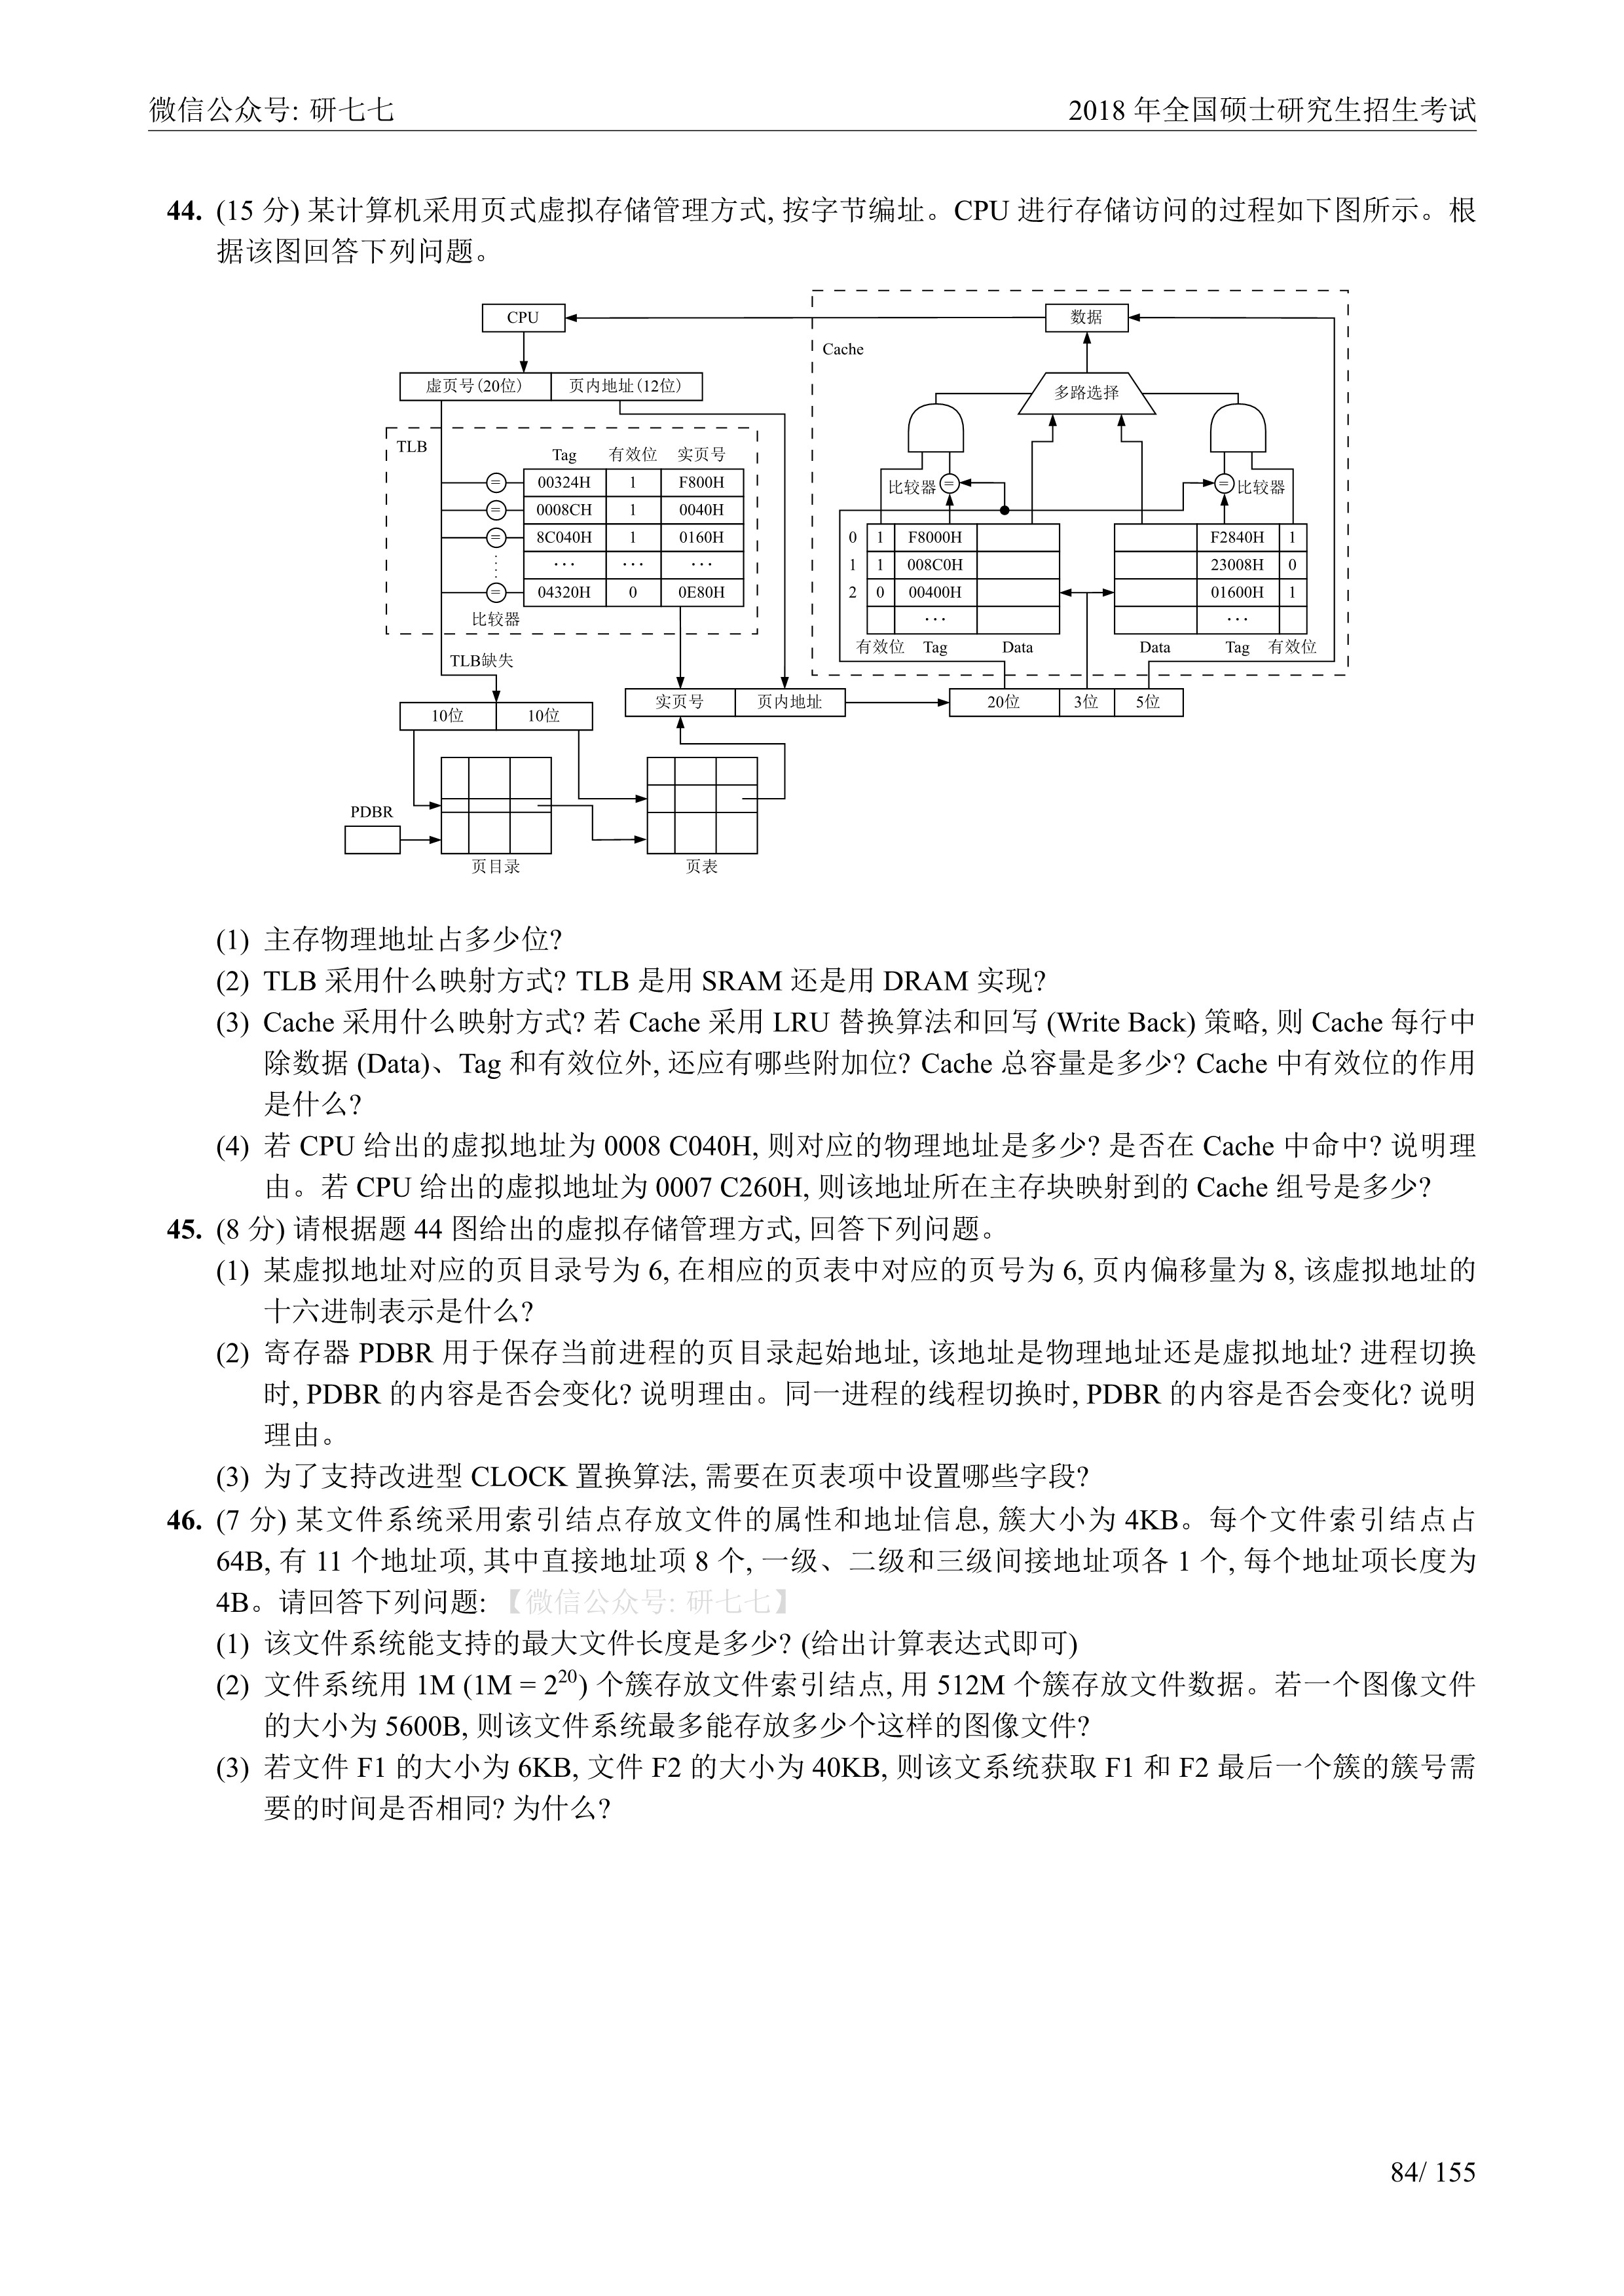 微信公众号: 研七七
2018 年全国硕士研究生招生考试
44. (15 分) 某计算机采用页式虚拟存储管理方式, 按字节编址。CPU 进行存储访问的过程如下图所示。根
据该图回答下列问题。
CPU
数据
Cache
虚页号(20位) 页内地址(12位)
多路选择
TLB
Tag 有效位 实页号
= 00324H 1 F800H
= 0008CH 1 0040H
= 8C040H 1 0160H
⋮ ··· ··· ···
= 04320H 0 0E80H
比较器
比较器 =
= 比较器
0 1 F8000H
F2840H 1
1 1 008C0H
23008H 0
2 0 00400H
01600H 1
···
···
有效位 Tag Data
Data Tag 有效位
TLB缺失
10位 10位
实页号 页内地址
20位 3位 5位
PDBR
页目录
页表
(1) 主存物理地址占多少位?
(2) TLB 采用什么映射方式? TLB 是用 SRAM 还是用 DRAM 实现?
(3) Cache 采用什么映射方式? 若 Cache 采用 LRU 替换算法和回写 (Write Back) 策略, 则 Cache 每行中
除数据 (Data)、Tag 和有效位外, 还应有哪些附加位? Cache 总容量是多少? Cache 中有效位的作用
是什么?
(4) 若 CPU 给出的虚拟地址为 0008 C040H, 则对应的物理地址是多少? 是否在 Cache 中命中? 说明理
由。若 CPU 给出的虚拟地址为 0007 C260H, 则该地址所在主存块映射到的 Cache 组号是多少?
45. (8 分) 请根据题 44 图给出的虚拟存储管理方式, 回答下列问题。
(1) 某虚拟地址对应的页目录号为 6, 在相应的页表中对应的页号为 6, 页内偏移量为 8, 该虚拟地址的
十六进制表示是什么?
(2) 寄存器 PDBR 用于保存当前进程的页目录起始地址, 该地址是物理地址还是虚拟地址? 进程切换
时, PDBR 的内容是否会变化? 说明理由。同一进程的线程切换时, PDBR 的内容是否会变化? 说明
理由。
(3) 为了支持改进型 CLOCK 置换算法, 需要在页表项中设置哪些字段?
46. (7 分) 某文件系统采用索引结点存放文件的属性和地址信息, 簇大小为 4KB。每个文件索引结点占
64B, 有 11 个地址项, 其中直接地址项 8 个, 一级、二级和三级间接地址项各 1 个, 每个地址项长度为
4B。请回答下列问题: 【微信公众号: 研七七】
(1) 该文件系统能支持的最大文件长度是多少? (给出计算表达式即可)
(2) 文件系统用 1M (1M = 2²⁰) 个簇存放文件索引结点, 用 512M 个簇存放文件数据。若一个图像文件
的大小为 5600B, 则该文件系统最多能存放多少个这样的图像文件?
(3) 若文件 F1 的大小为 6KB, 文件 F2 的大小为 40KB, 则该文系统获取 F1 和 F2 最后一个簇的簇号需
要的时间是否相同? 为什么?
84/ 155